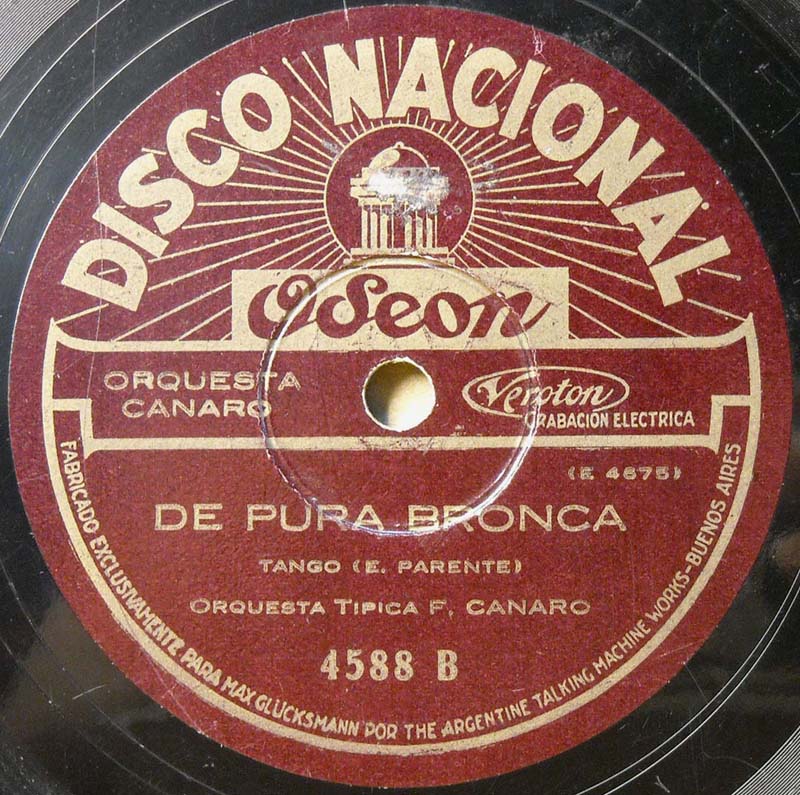 DISCO NACIONAL
Odeon
ORQUESTA
CANARO
Veroton
GRABACION ELECTRICA
(E 4675)
DE PURA BRONCA
TANGO (E. PARENTE)
ORQUESTA TIPICA F. CANARO
4588 B
FABRICADO EXCLUSIVAMENTE PARA MAX GLUCKSMANN POR THE ARGENTINE TALKING MACHINE WORKS-BUENOS AIRES